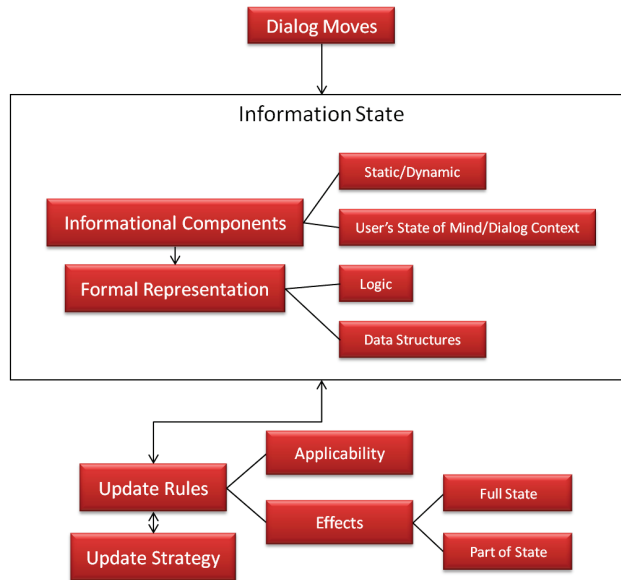 Dialog Moves
Information State
Static/Dynamic
Informational Components
User's State of Mind/Dialog Context
Formal Representation
Logic
Data Structures
Applicability
Update Rules
Full State
Effects
Update Strategy
Part of State